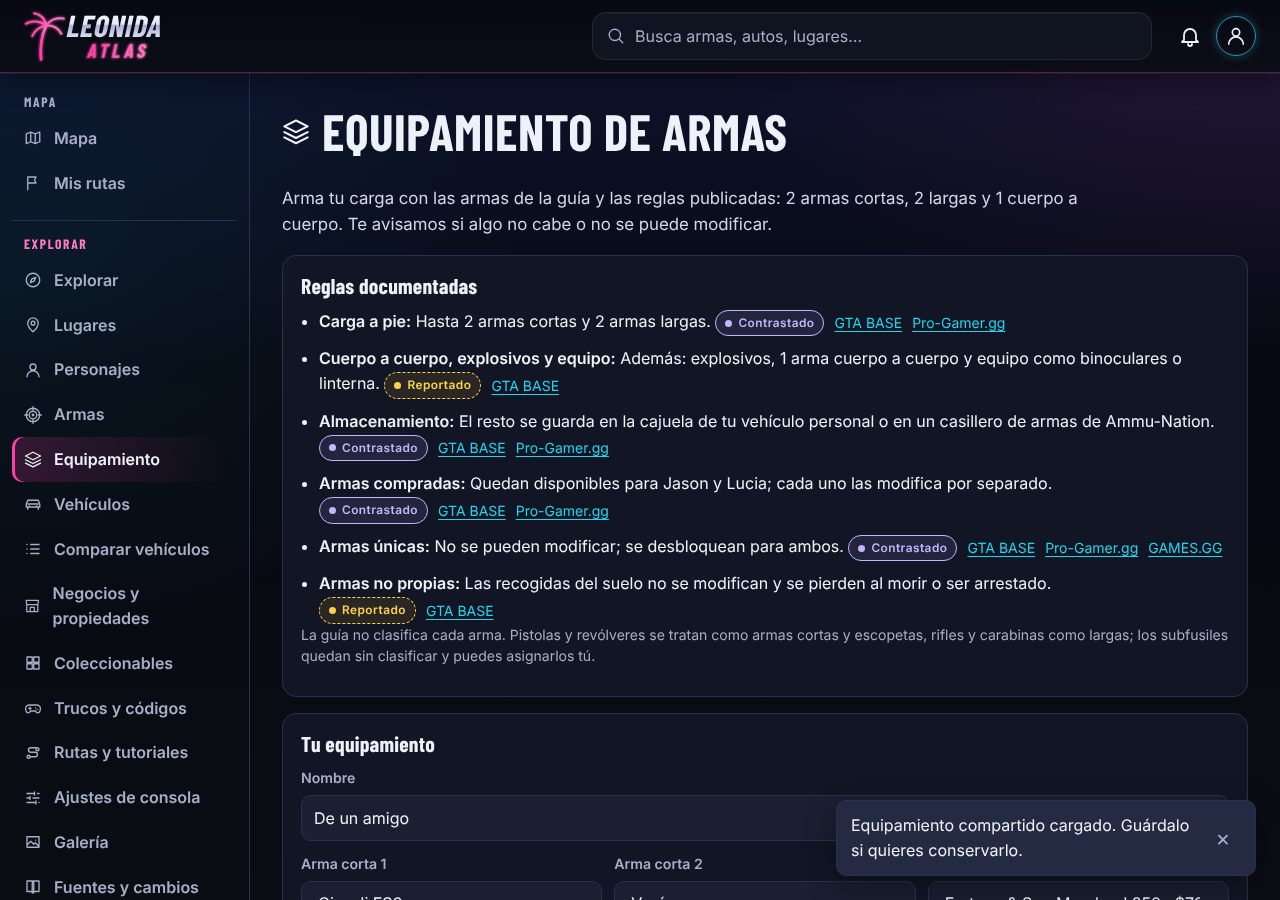 LEONIDA
ATLAS
Busca armas, autos, lugares...
MAPA
Mapa
Mis rutas
EXPLORAR
Explorar
Lugares
Personajes
Armas
Equipamiento
Vehículos
Comparar vehículos
Negocios y
propiedades
Coleccionables
Trucos y códigos
Rutas y tutoriales
Ajustes de consola
Galería
Fuentes y cambios
EQUIPAMIENTO DE ARMAS
Arma tu carga con las armas de la guía y las reglas publicadas: 2 armas cortas, 2 largas y 1 cuerpo a
cuerpo. Te avisamos si algo no cabe o no se puede modificar.
Reglas documentadas
• Carga a pie: Hasta 2 armas cortas y 2 armas largas. Contrastado GTA BASE Pro-Gamer.gg
• Cuerpo a cuerpo, explosivos y equipo: Además: explosivos, 1 arma cuerpo a cuerpo y equipo como binoculares o
linterna. Reportado GTA BASE
• Almacenamiento: El resto se guarda en la cajuela de tu vehículo personal o en un casillero de armas de Ammu-Nation.
Contrastado GTA BASE Pro-Gamer.gg
• Armas compradas: Quedan disponibles para Jason y Lucia; cada uno las modifica por separado.
Contrastado GTA BASE Pro-Gamer.gg
• Armas únicas: No se pueden modificar; se desbloquean para ambos. Contrastado GTA BASE Pro-Gamer.gg GAMES.GG
• Armas no propias: Las recogidas del suelo no se modifican y se pierden al morir o ser arrestado.
Reportado GTA BASE
La guía no clasifica cada arma. Pistolas y revólveres se tratan como armas cortas y escopetas, rifles y carabinas como largas; los subfusiles
quedan sin clasificar y puedes asignarlos tú.
Tu equipamiento
Nombre
De un amigo
Arma corta 1
Arma corta 2
Equipamiento compartido cargado. Guárdalo
si quieres conservarlo.